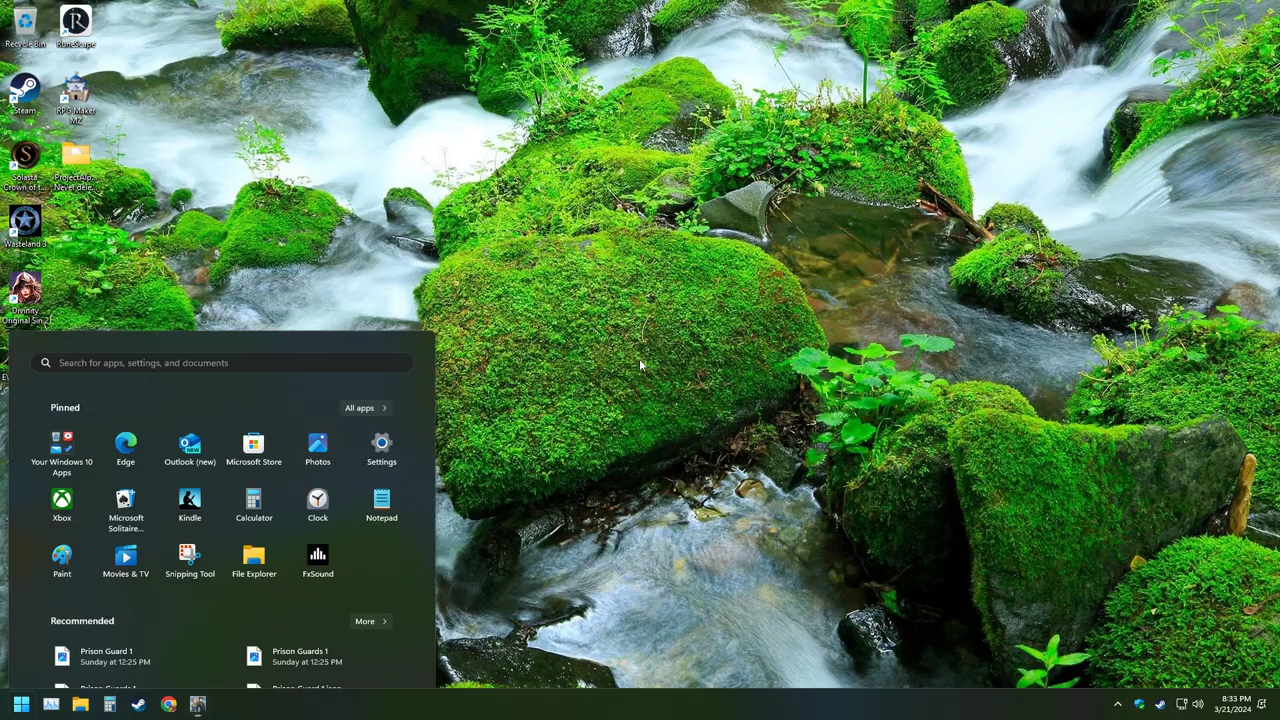 Recycle Bin
RuneScape
Steam
RPG Maker
MZ
Solasta
Crown of t...
ProjectAlp...
Never dele...
Wasteland 3
Divinity
Original Sin 2
Search for apps, settings, and documents
Pinned
All apps
Your Windows 10
Apps
Edge
Outlook (new)
Microsoft Store
Photos
Settings
Xbox
Microsoft
Solitaire...
Kindle
Calculator
Clock
Notepad
Paint
Movies & TV
Snipping Tool
File Explorer
FxSound
Recommended
More
Prison Guard 1
Sunday at 12:25 PM
Prison Guards 1
Sunday at 12:25 PM
8:33 PM
3/21/2024